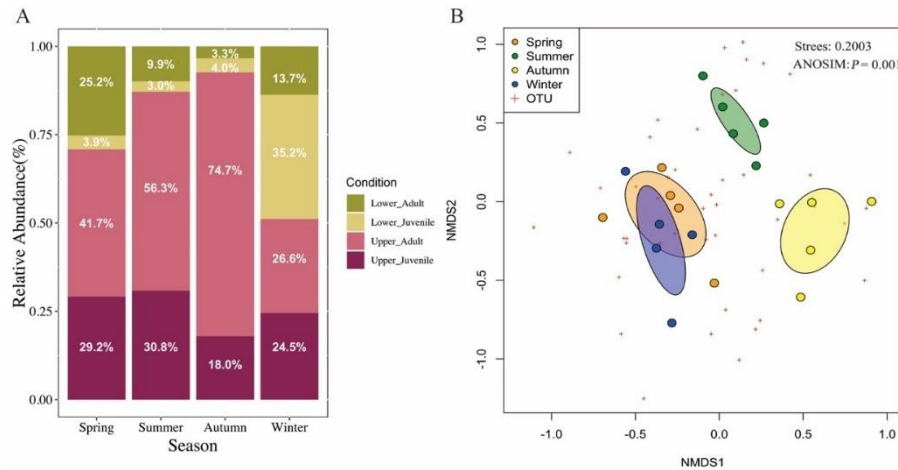 A
Relative Abundance(%)
1.00
0.75
0.50
0.25
0.00
25.2%
3.9%
41.7%
29.2%
9.9%
3.0%
56.3%
30.8%
3.3%
4.0%
74.7%
18.0%
13.7%
35.2%
26.6%
24.5%
Spring Summer Autumn Winter
Season
Condition
Lower_Adult
Lower_Juvenile
Upper_Adult
Upper_Juvenile
B
Spring
Summer
Autumn
Winter
OTU
Strees: 0.2003
ANOSIM: P = 0.001
NMDS2
1.0
0.5
0.0
-0.5
-1.0
-1.0 -0.5 0.0 0.5 1.0
NMDS1